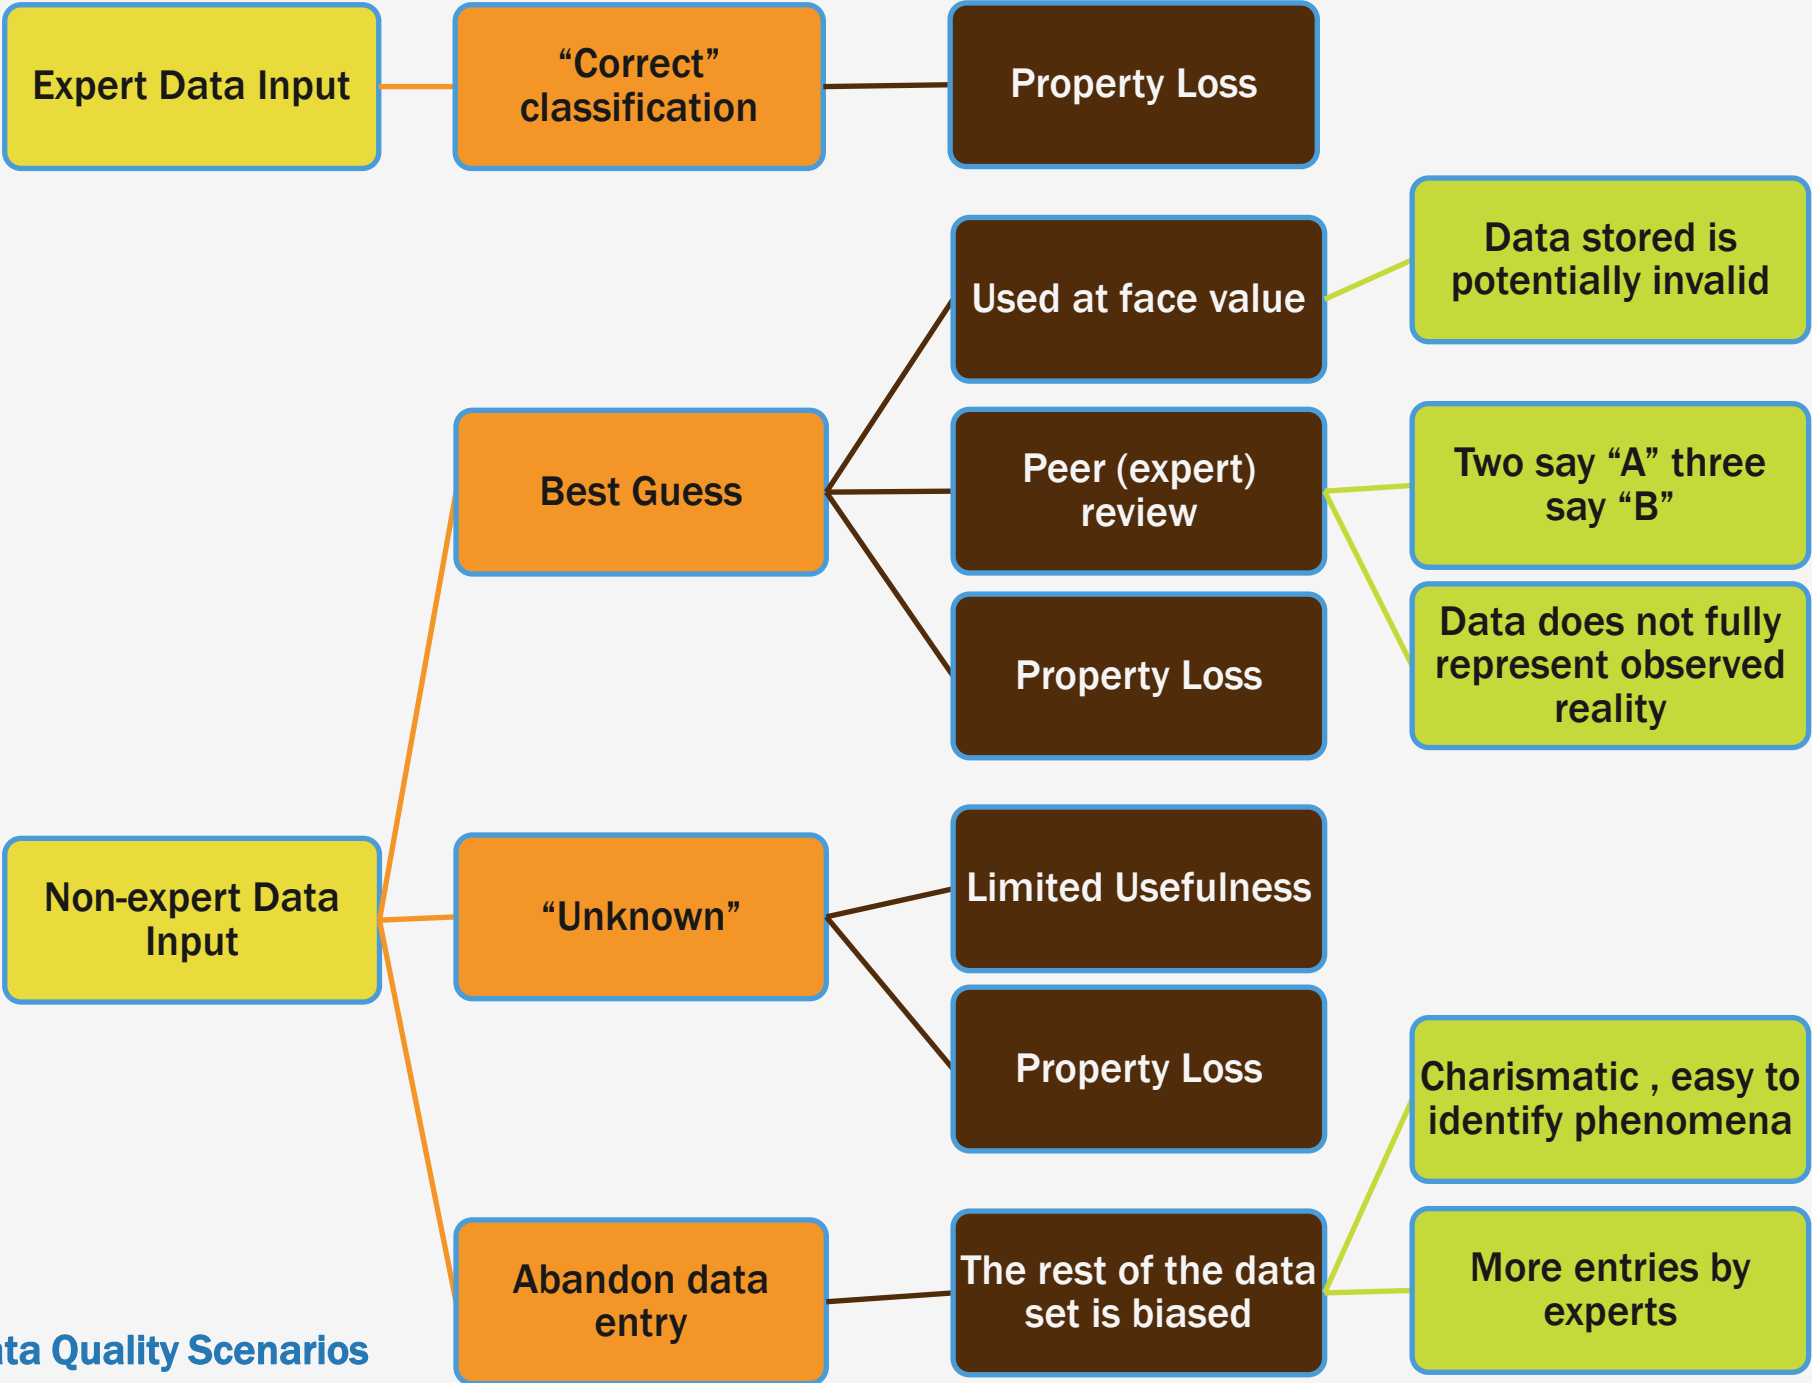 Expert Data Input
“Correct”
classification
Property Loss
Used at face value
Data stored is
potentially invalid
Best Guess
Peer (expert)
review
Two say “A” three
say “B”
Data does not fully
represent observed
reality
Property Loss
Non-expert Data
Input
“Unknown”
Limited Usefulness
Property Loss
Abandon data
entry
The rest of the data
set is biased
Charismatic , easy to
identify phenomena
More entries by
experts
ta Quality Scenarios